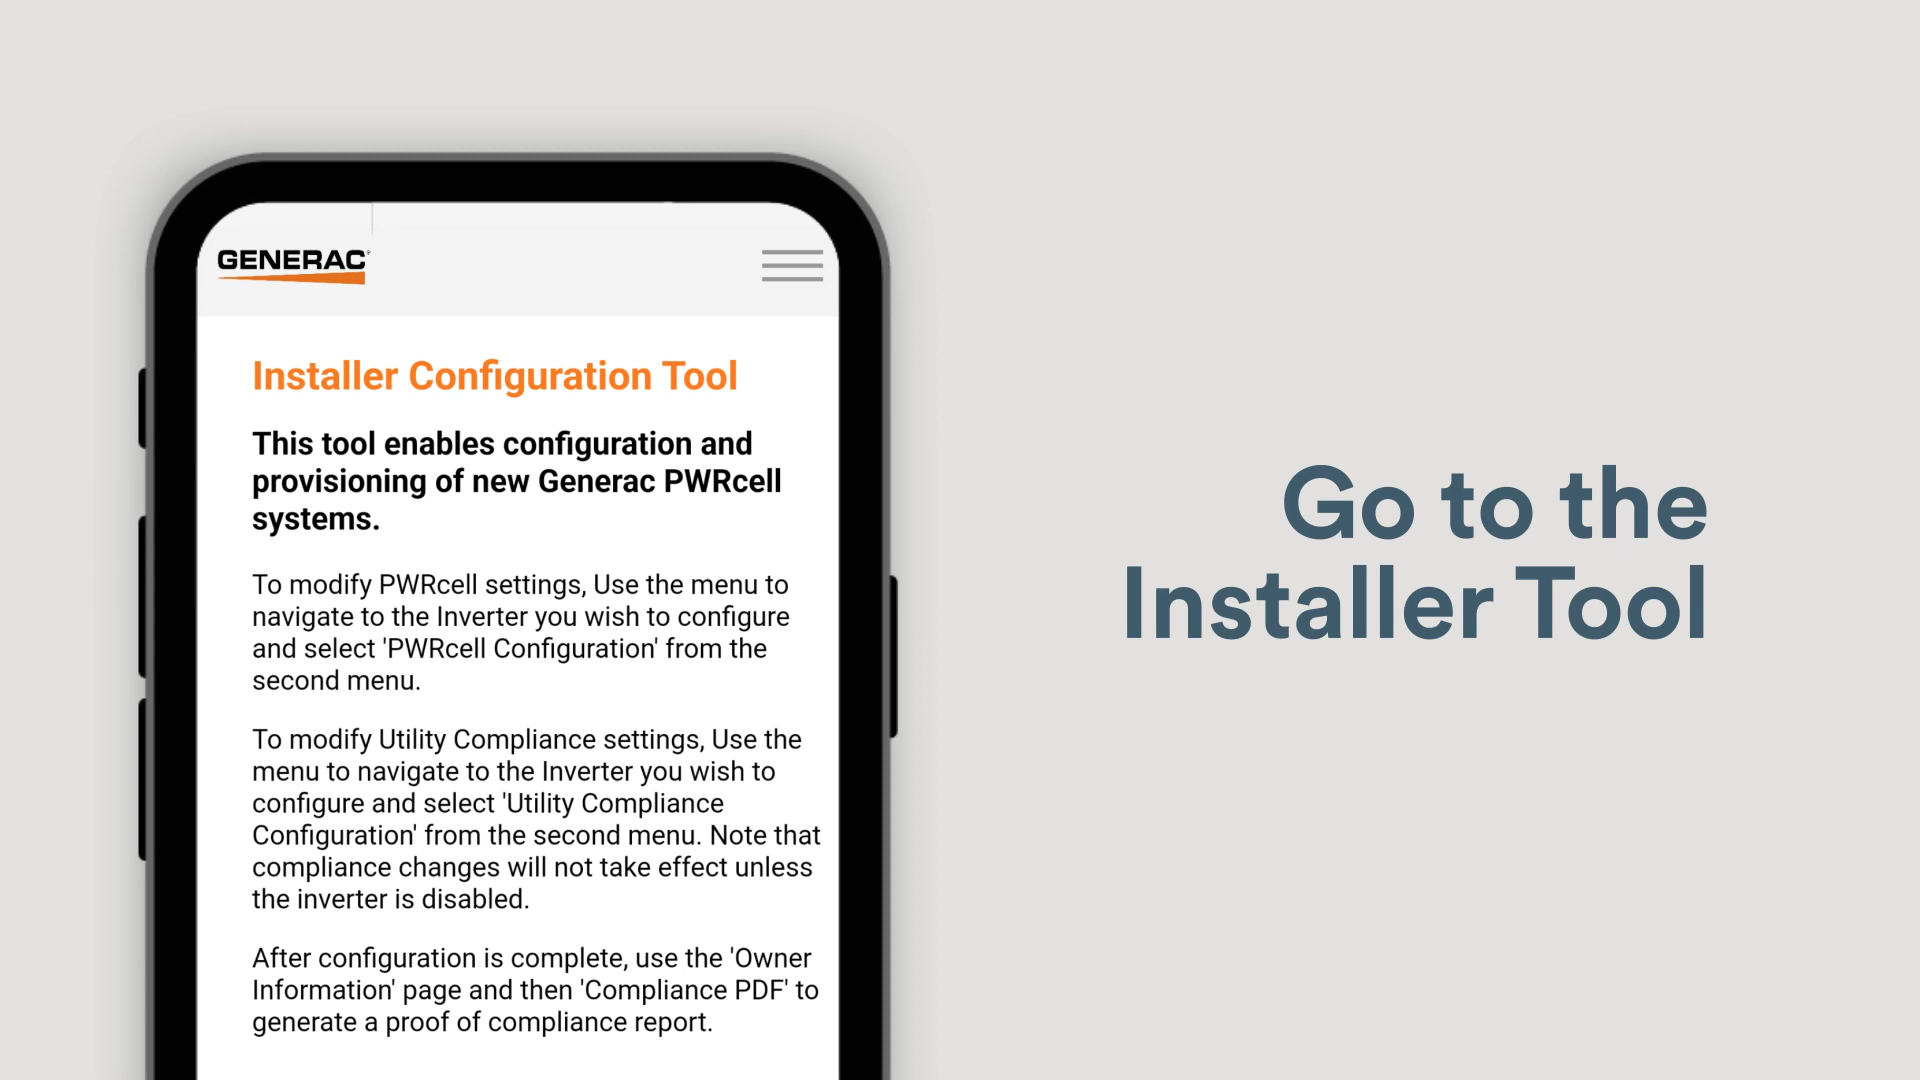 GENERAC
Installer Configuration Tool
This tool enables configuration and
provisioning of new Generac PWRcell
systems.
To modify PWRcell settings, Use the menu to
navigate to the Inverter you wish to configure
and select 'PWRcell Configuration' from the
second menu.
To modify Utility Compliance settings, Use the
menu to navigate to the Inverter you wish to
configure and select 'Utility Compliance
Configuration' from the second menu. Note that
compliance changes will not take effect unless
the inverter is disabled.
After configuration is complete, use the 'Owner
Information' page and then 'Compliance PDF' to
generate a proof of compliance report.
Go to the
Installer Tool